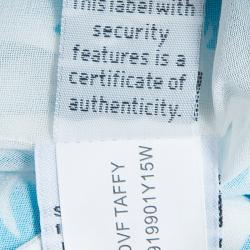 This label with
security
features is a
certificate of
authenticity.
DVF TAFFY
919901Y15W